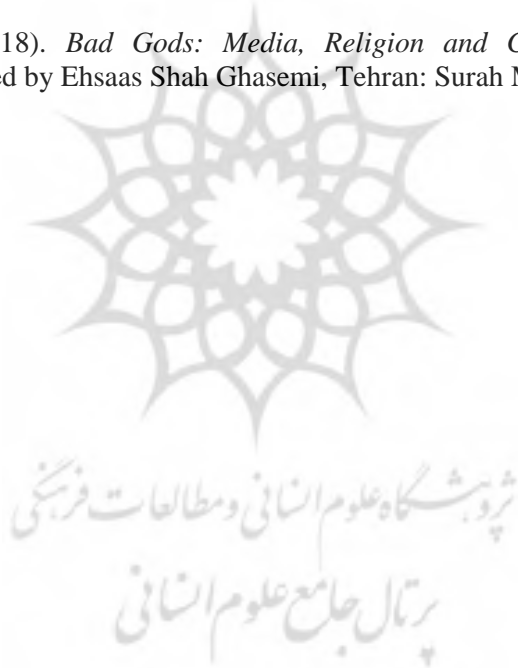 18). Bad Gods: Media, Religion and C
ed by Ehsaas Shah Ghasemi, Tehran: Surah M
پژوهشگاه علوم انسانی و مطالعات فرهنگی
پرتال جامع علوم انسانی